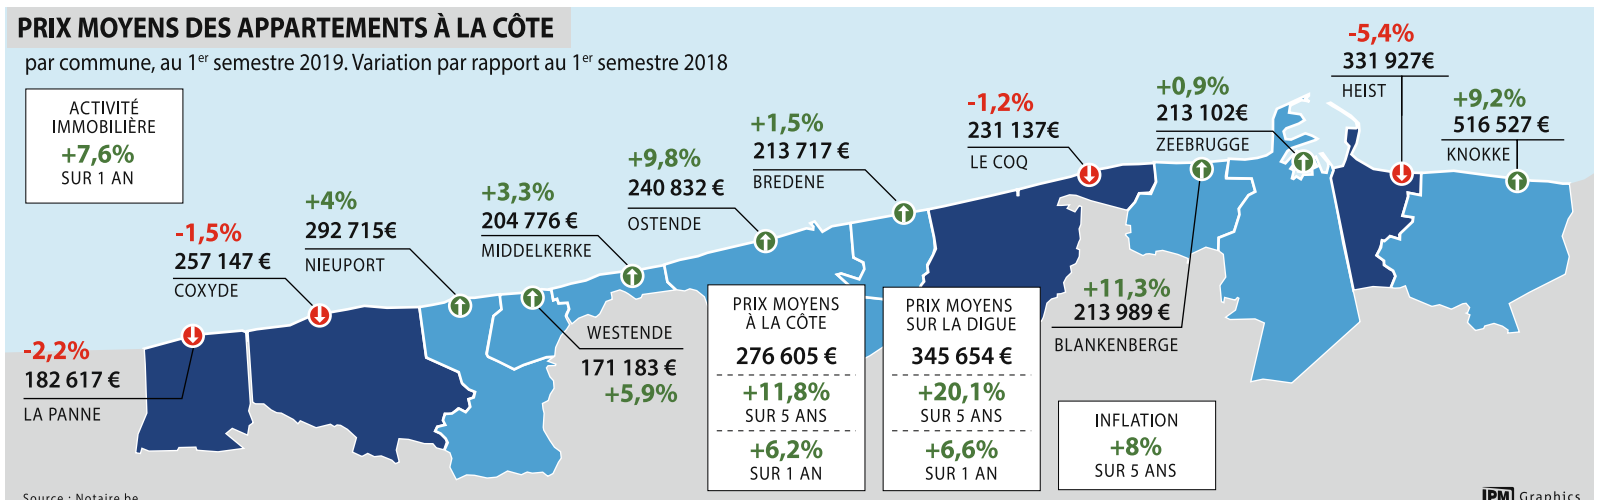 PRIX MOYENS DES APPARTEMENTS À LA CÔTE
par commune, au 1er semestre 2019. Variation par rapport au 1er semestre 2018
ACTIVITÉ
IMMOBILIÈRE
+7,6%
SUR 1 AN
-2,2%
182 617 €
LA PANNE
-1,5%
257 147 €
COXYDE
+4%
292 715€
NIEUPORT
WESTENDE
171 183 €
+5,9%
+3,3%
204 776 €
MIDDELKERKE
+9,8%
240 832 €
OSTENDE
+1,5%
213 717 €
BREDENE
-1,2%
231 137€
LE COQ
+11,3%
213 989 €
BLANKENBERGE
+0,9%
213 102€
ZEEBRUGGE
-5,4%
331 927€
HEIST
+9,2%
516 527 €
KNOKKE
PRIX MOYENS
À LA CÔTE
276 605 €
+11,8%
SUR 5 ANS
+6,2%
SUR 1 AN
PRIX MOYENS
SUR LA DIGUE
345 654 €
+20,1%
SUR 5 ANS
+6,6%
SUR 1 AN
INFLATION
+8%
SUR 5 ANS
Source : Notaire.be
IPM Graphics